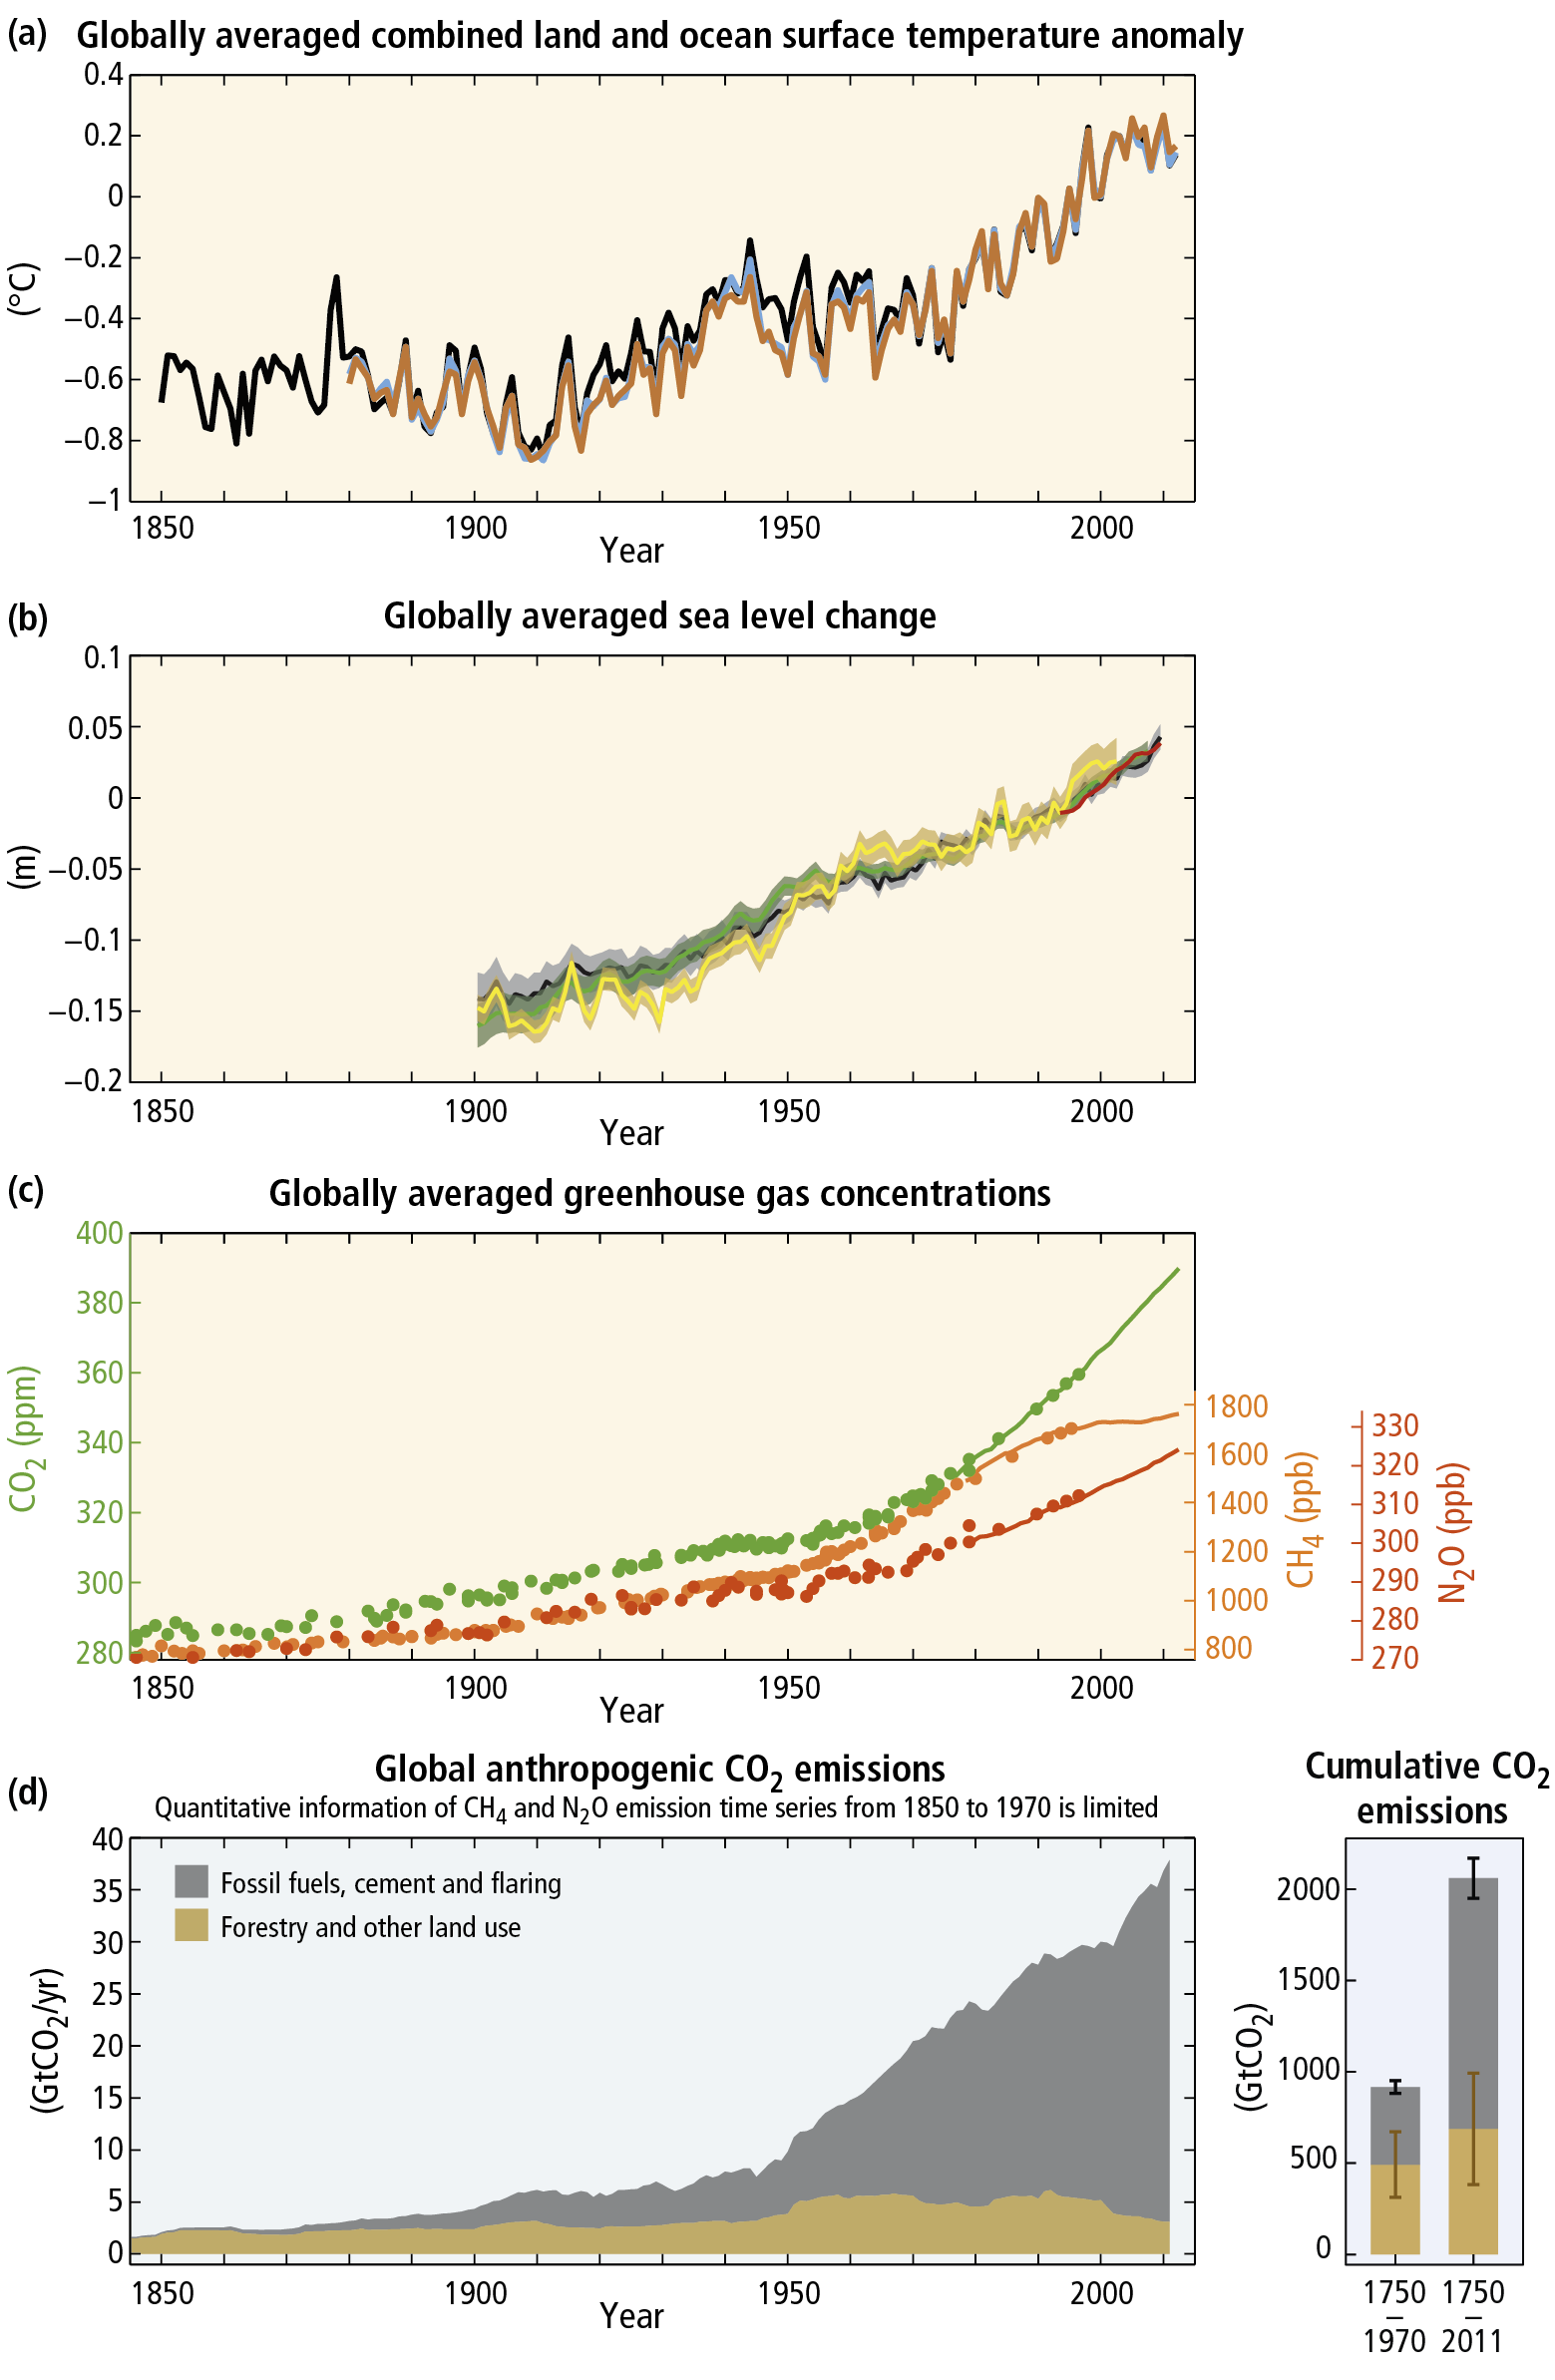 (a) Globally averaged combined land and ocean surface temperature anomaly
0.4
0.2
0
−0.2
−0.4
−0.6
−0.8
−1
(°C)
1850 1900 1950 2000
Year
(b) Globally averaged sea level change
0.1
0.05
0
−0.05
−0.1
−0.15
−0.2
(m)
1850 1900 1950 2000
Year
(c) Globally averaged greenhouse gas concentrations
400
380
360
340
320
300
280
CO2 (ppm)
1800
1600
1400
1200
1000
800
CH4 (ppb)
330
320
310
300
290
280
270
N2O (ppb)
1850 1900 1950 2000
Year
(d) Global anthropogenic CO2 emissions
Quantitative information of CH4 and N2O emission time series from 1850 to 1970 is limited
40
35
30
25
20
15
10
5
0
(GtCO2/yr)
Fossil fuels, cement and flaring
Forestry and other land use
1850 1900 1950 2000
Year
Cumulative CO2
emissions
2000
1500
1000
500
0
(GtCO2)
1750 1750
– –
1970 2011